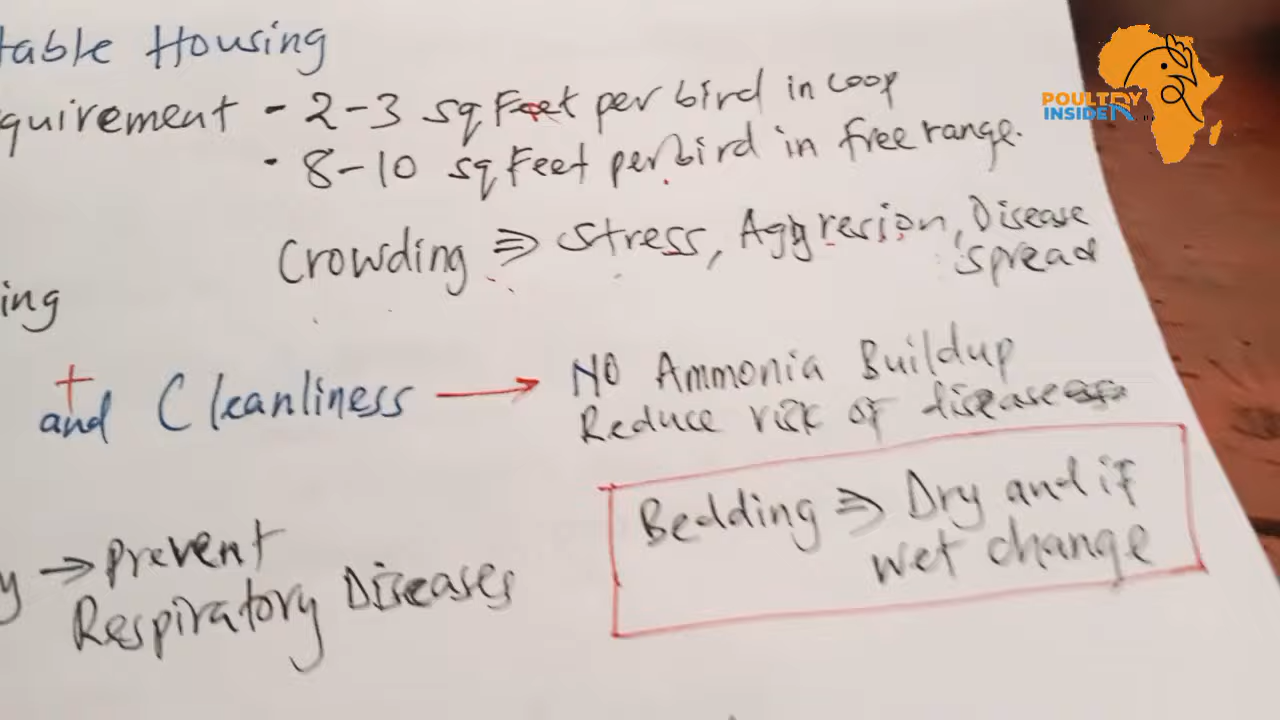 table Housing
quirement - 2-3 sq Feet per bird in coop
- 8-10 sq Feet per bird in free range.
Crowding ⇒ Stress, Aggresion, Disease
spread
ing
+
and Cleanliness → NO Ammonia Buildup
Reduce risk of diseases
Bedding ⇒ Dry and if
wet change
y → Prevent
Respiratory Diseases
POULTRY
INSIDER